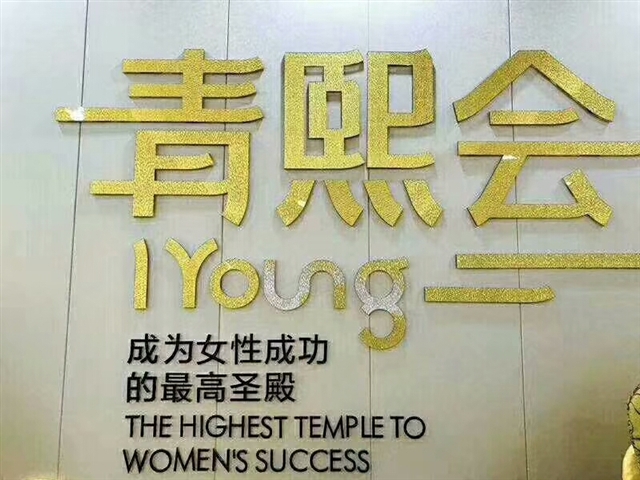 青熙会
I Young
成为女性成功
的最高圣殿
THE HIGHEST TEMPLE TO
WOMEN'S SUCCESS